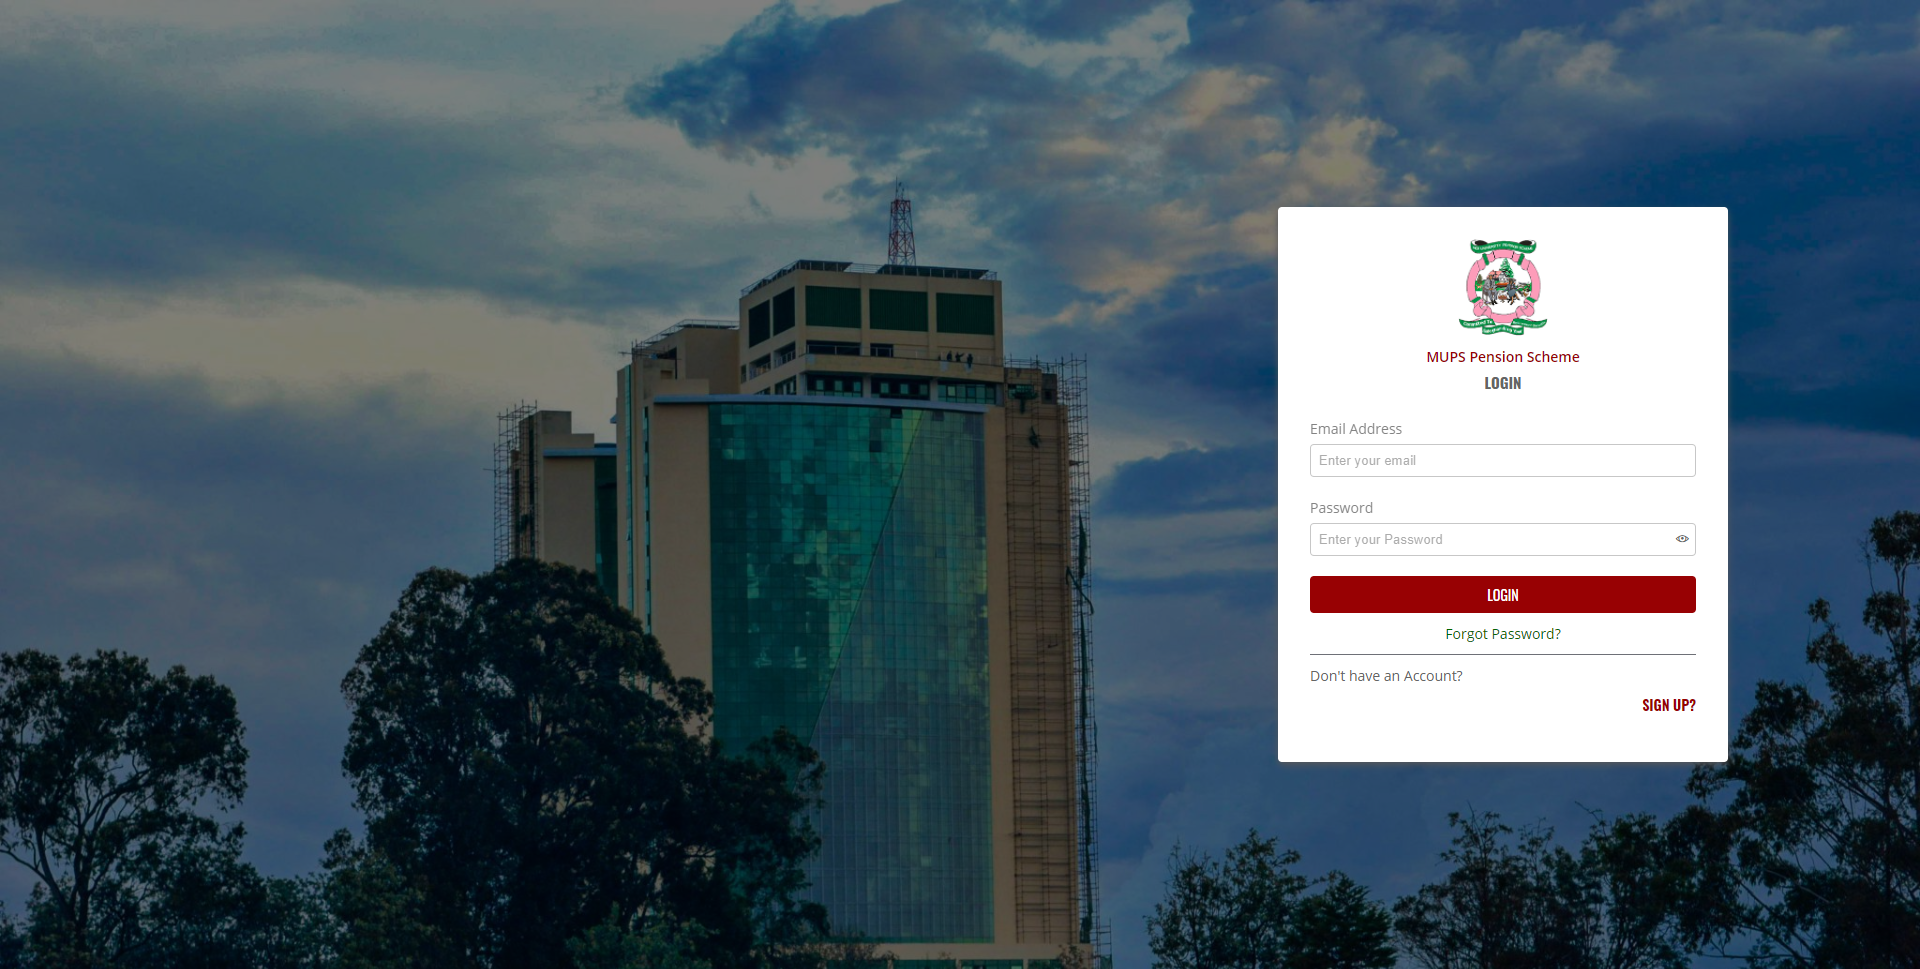 MUPS Pension Scheme
LOGIN
Email Address
Enter your email
Password
Enter your Password
LOGIN
Forgot Password?
Don't have an Account?
SIGN UP?